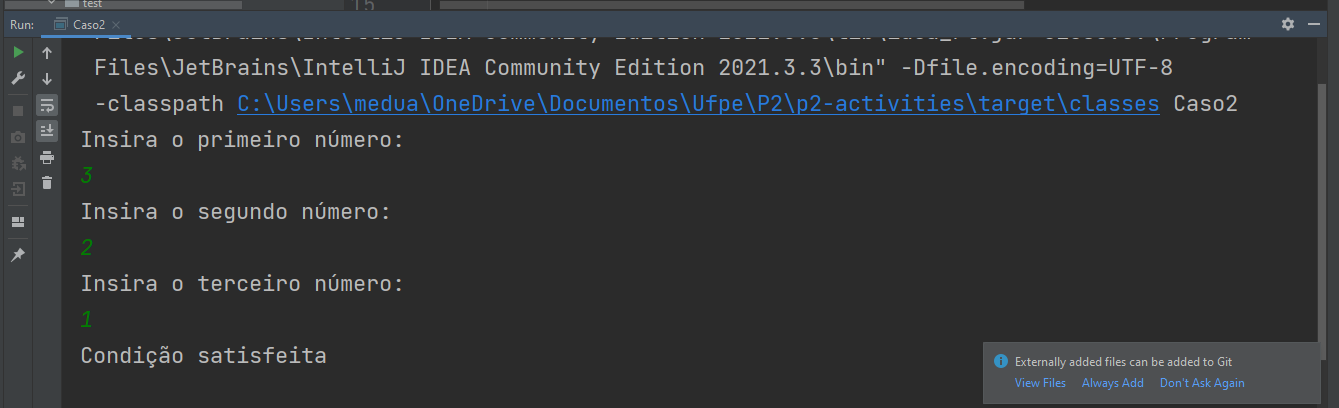 test
15
Run: Caso2
Files\JetBrains\IntelliJ IDEA Community Edition 2021.3.3\bin" -Dfile.encoding=UTF-8
-classpath C:\Users\medua\OneDrive\Documentos\Ufpe\P2\p2-activities\target\classes Caso2
Insira o primeiro número:
3
Insira o segundo número:
2
Insira o terceiro número:
1
Condição satisfeita
Externally added files can be added to Git
View Files Always Add Don't Ask Again